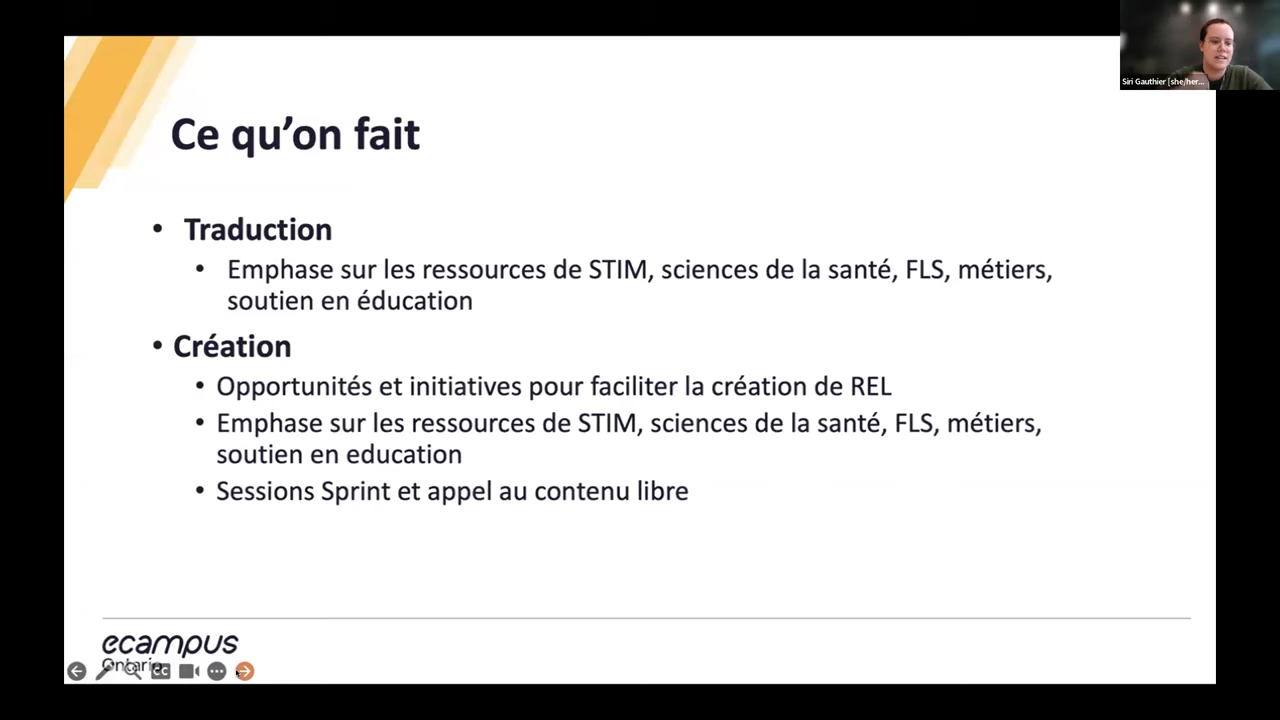 Siri Gauthier [she/her...
Ce qu'on fait
• Traduction
• Emphase sur les ressources de STIM, sciences de la santé, FLS, métiers,
soutien en éducation
• Création
• Opportunités et initiatives pour faciliter la création de REL
• Emphase sur les ressources de STIM, sciences de la santé, FLS, métiers,
soutien en education
• Sessions Sprint et appel au contenu libre
ecampus
Ontario
CC